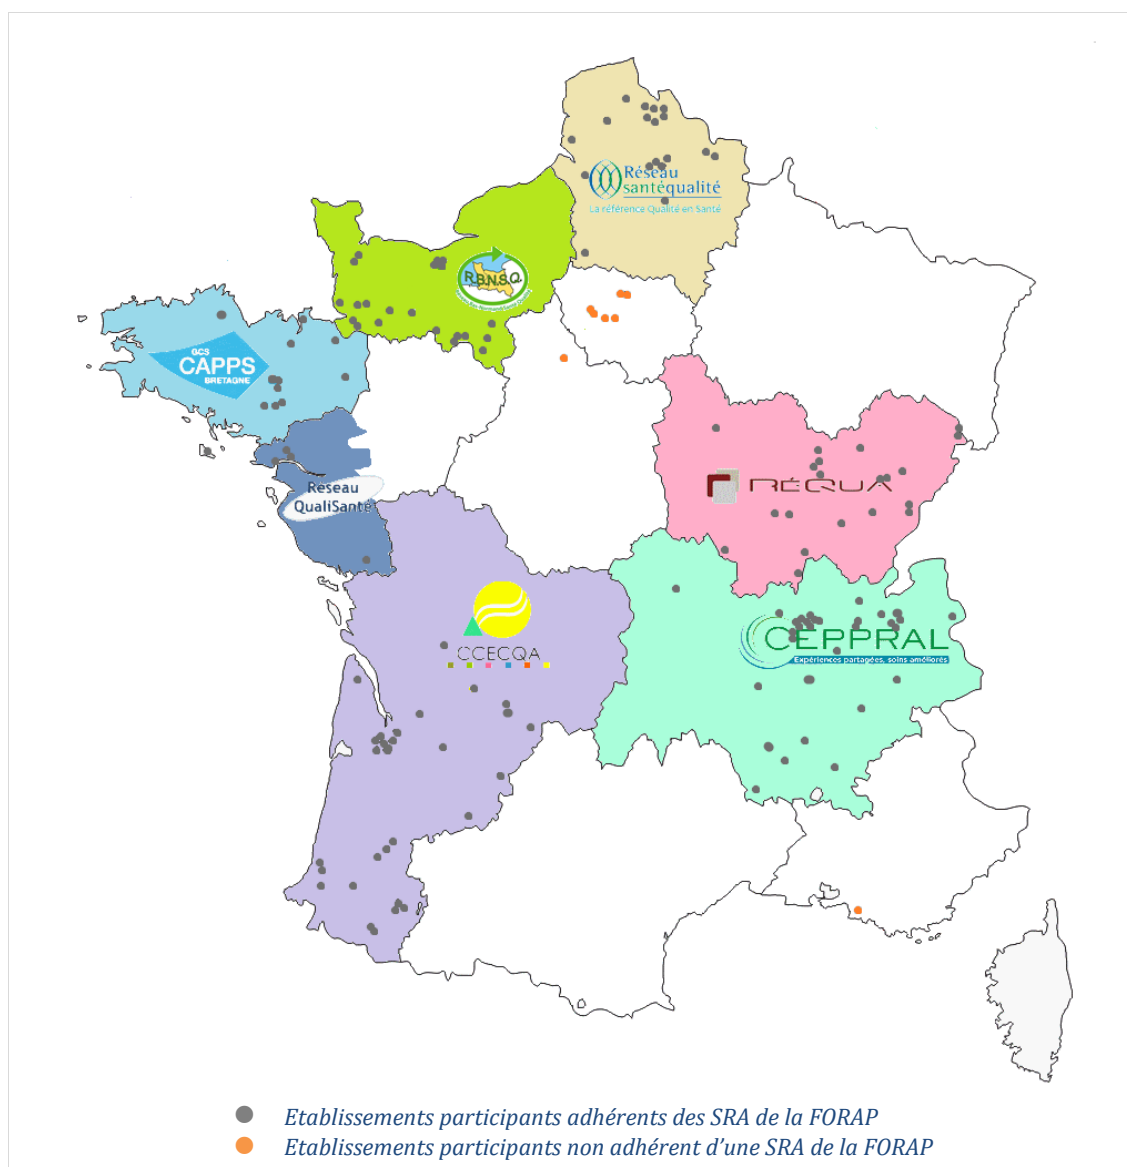 Réseau
santéqualité
La référence Qualité en Santé
R.B.N.S.Q
GCS
CAPPS
BRETAGNE
RÉQUA
Réseau
QualiSanté
CCECQA
CEPPRAL
Expériences partagées, soins améliorés
Etablissements participants adhérents des SRA de la FORAP
Etablissements participants non adhérent d'une SRA de la FORAP